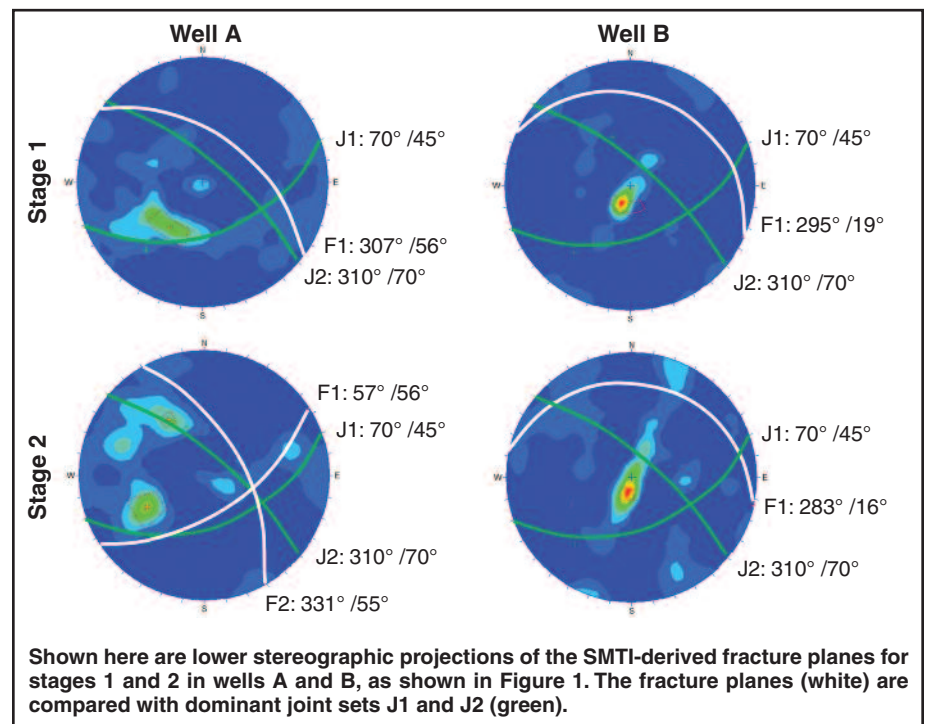 Well A
Well B
Stage 1
N
W
E
S
J1: 70° /45°
F1: 307° /56°
J2: 310° /70°
N
W
E
S
J1: 70° /45°
F1: 295° /19°
J2: 310° /70°
Stage 2
N
W
E
S
F1: 57° /56°
J1: 70° /45°
J2: 310° /70°
F2: 331° /55°
N
W
E
S
J1: 70° /45°
F1: 283° /16°
J2: 310° /70°
Shown here are lower stereographic projections of the SMTI-derived fracture planes for
stages 1 and 2 in wells A and B, as shown in Figure 1. The fracture planes (white) are
compared with dominant joint sets J1 and J2 (green).